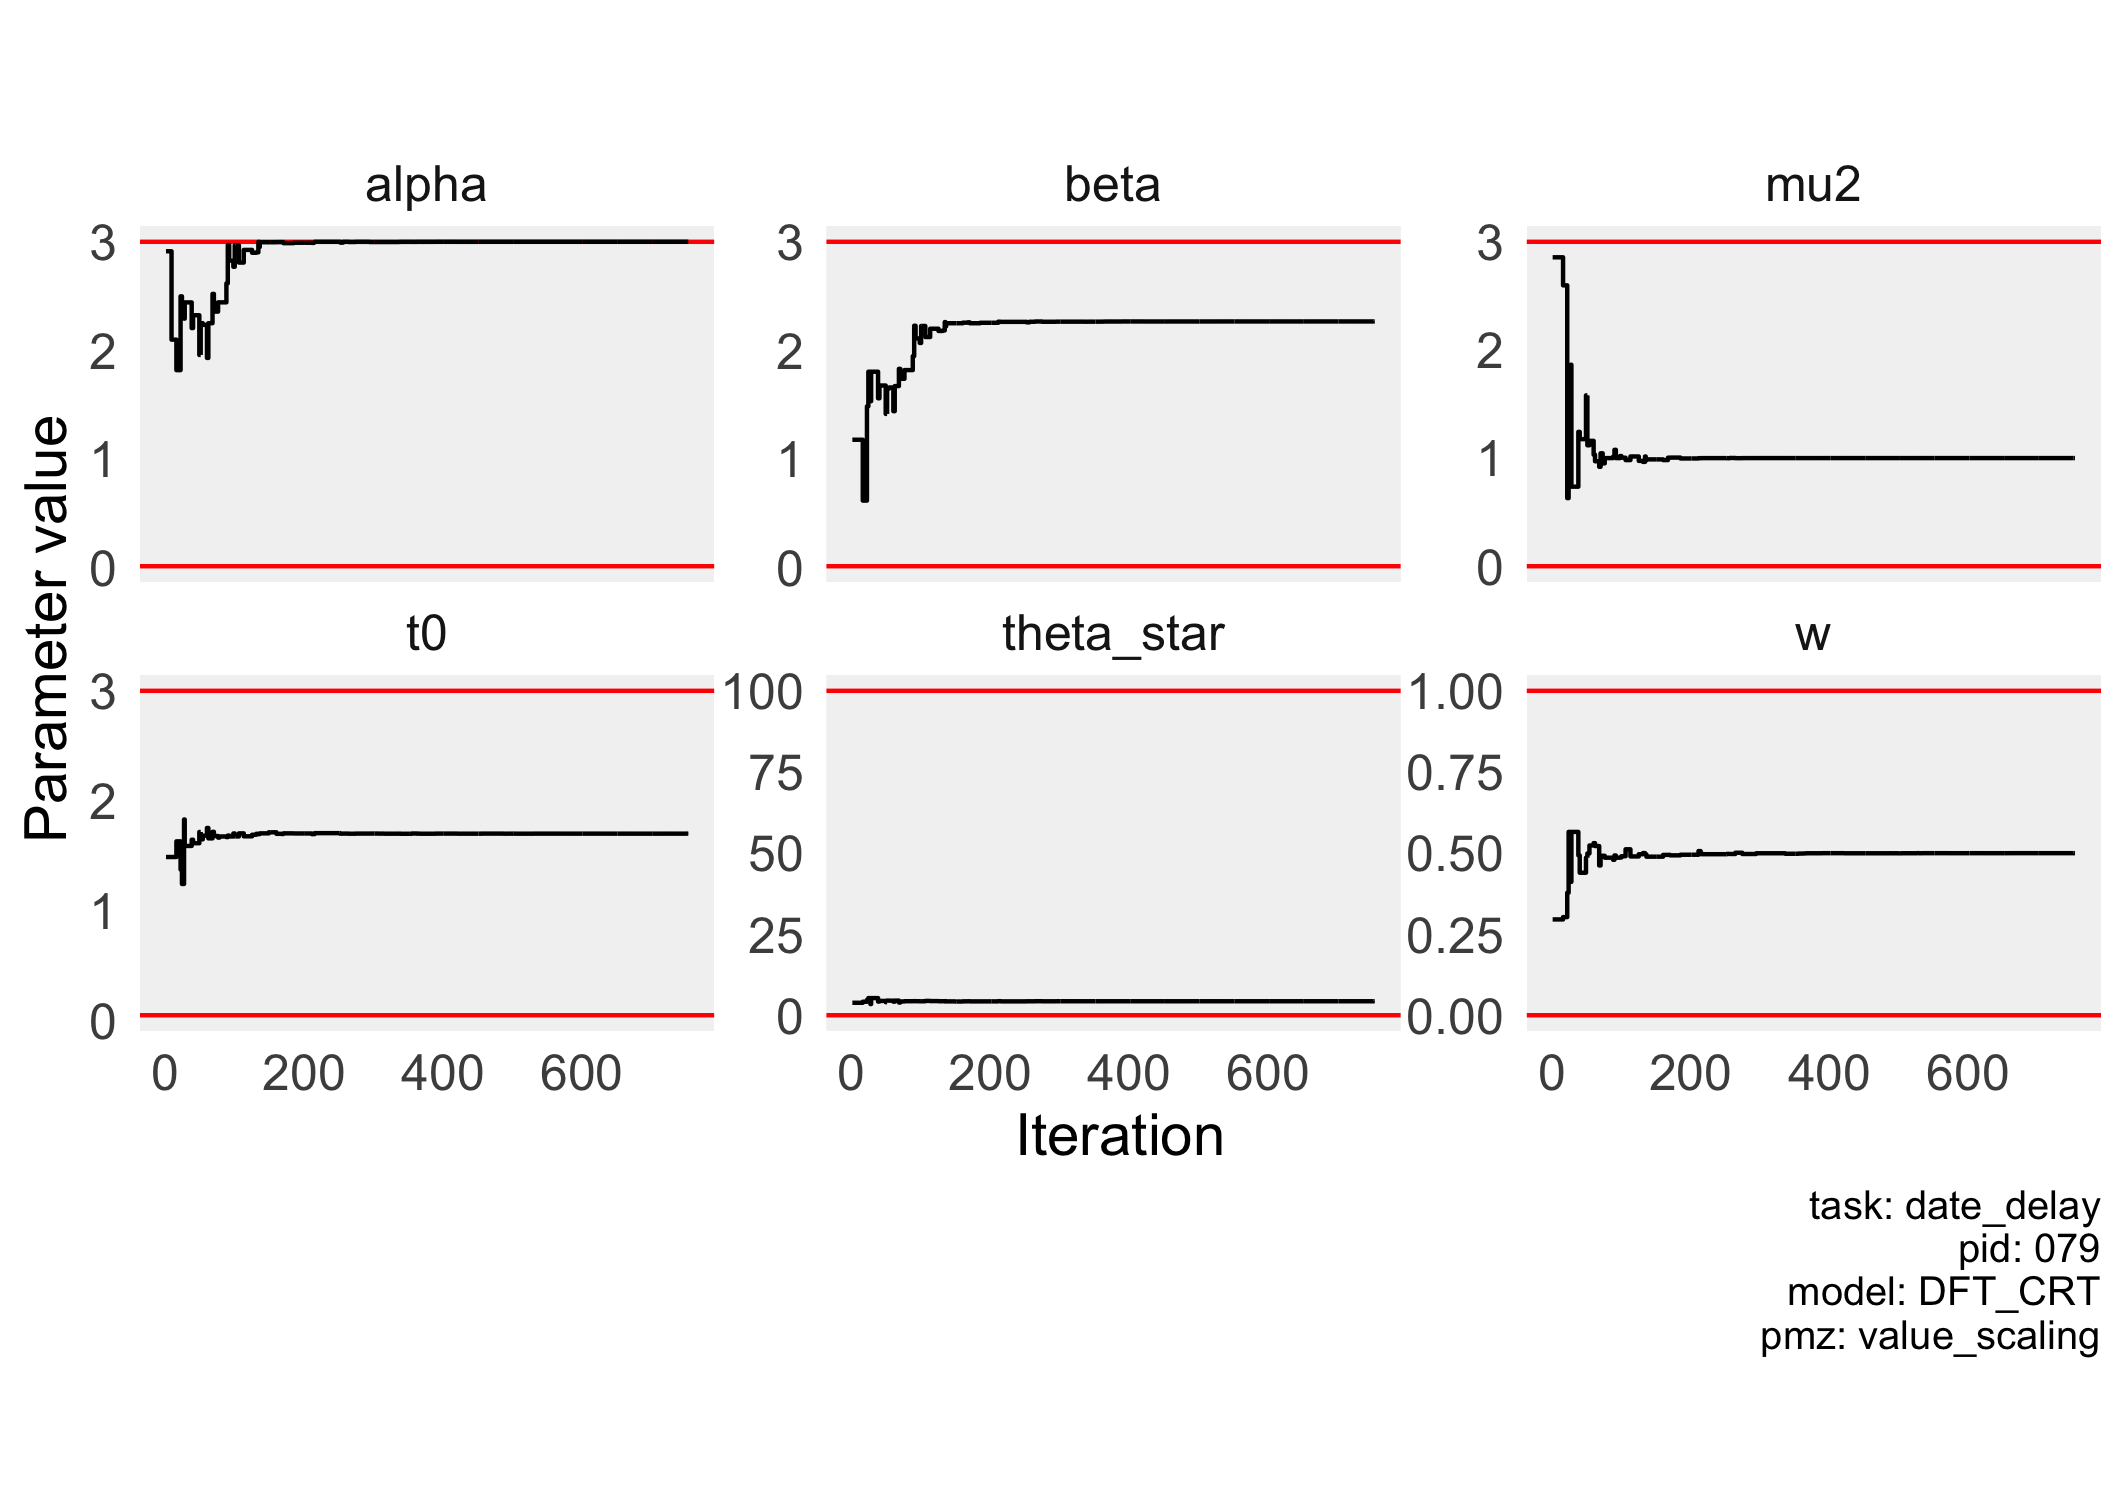 alpha beta mu2
3 3 3
2 2 2
1 1 1
0 0 0
Parameter value
t0 theta_star w
3 100 1.00
2 75 0.75
50 0.50
1 25 0.25
0 0 0.00
0 200 400 600 0 200 400 600 0 200 400 600
Iteration
task: date_delay
pid: 079
model: DFT_CRT
pmz: value_scaling